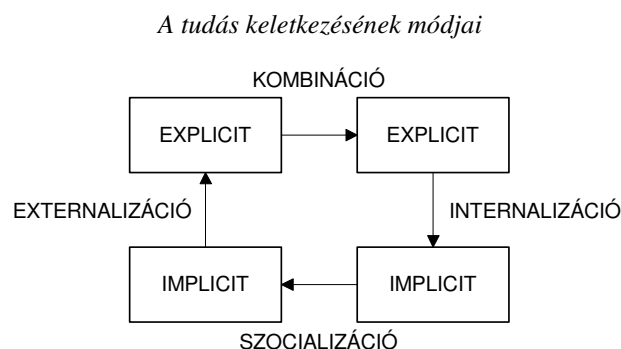 A tudás keletkezésének módjai
KOMBINÁCIÓ
EXPLICIT
EXPLICIT
EXTERNALIZÁCIÓ
INTERNALIZÁCIÓ
IMPLICIT
IMPLICIT
SZOCIALIZÁCIÓ